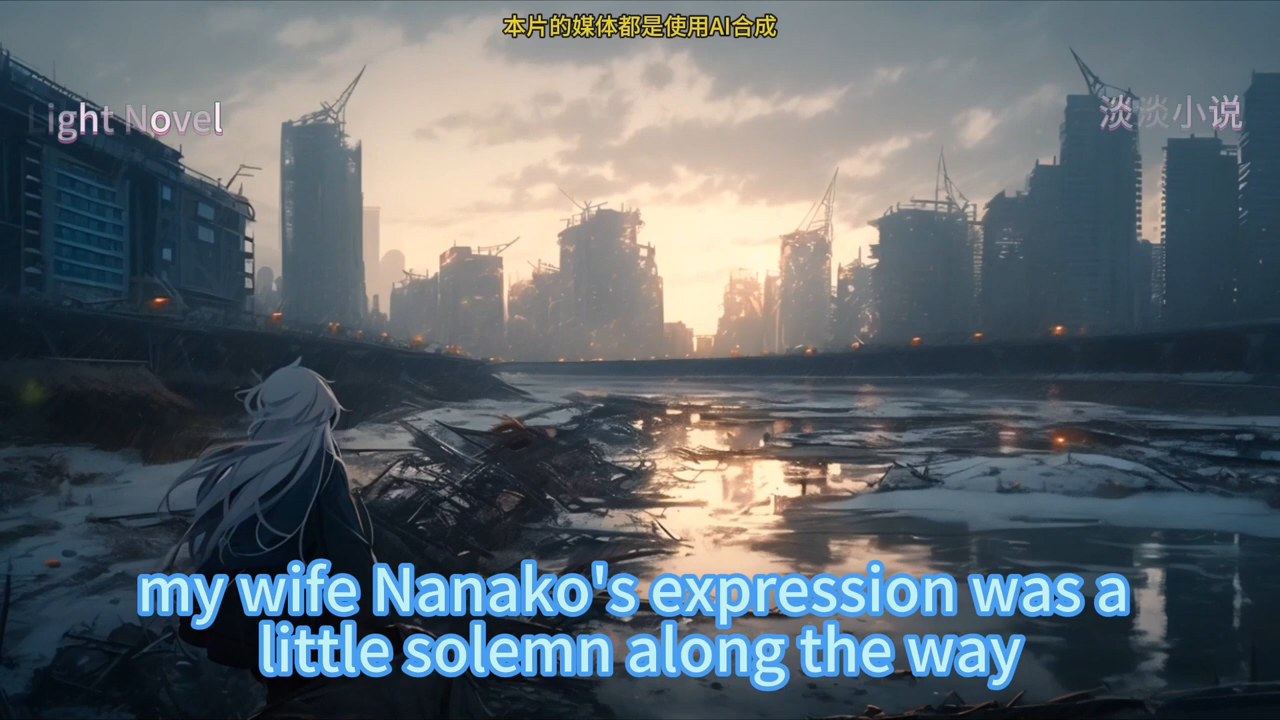 本片的媒体都是使用AI合成
Light Novel
淡淡小说
my wife Nanako's expression was a
little solemn along the way